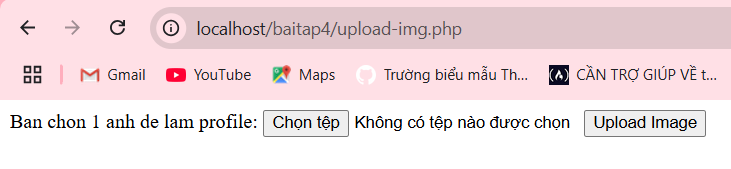 localhost/baitap4/upload-img.php
Gmail YouTube Maps Trường biểu mẫu Th... (A) CẦN TRỢ GIÚP VỀ t...
Ban chon 1 anh de lam profile: Chọn tệp Không có tệp nào được chọn Upload Image